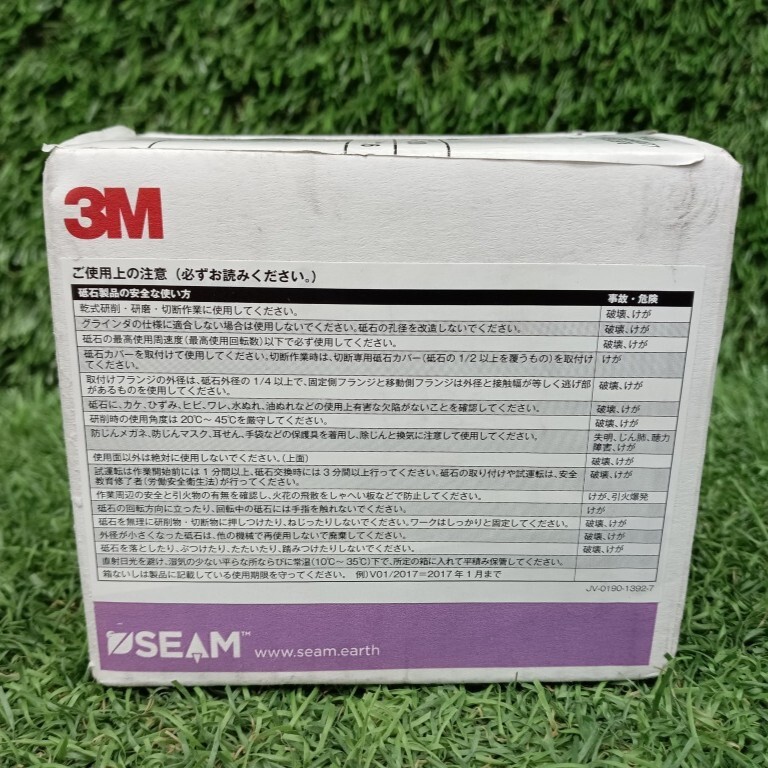 3M
ご使用上の注意（必ずお読みください。）
砥石製品の安全な使い方 事故・危険
乾式研削・研磨・切断作業に使用してください。 破壊、けが
グラインダの仕様に適合しない場合は使用しないでください。砥石の孔径を改造しないでください。 破壊、けが
砥石の最高使用周速度（最高使用回転数）以下で必ず使用してください。 破壊、けが
砥石カバーを取付けて使用してください。切断作業時は、切断専用砥石カバー（砥石の 1/2 以上を覆うもの）を取付け けが
てください。
取付けフランジの外径は、砥石外径の 1/4 以上で、固定側フランジと移動側フランジは外径と接触幅が等しく逃げ部 破壊、けが
があるものを使用してください。
砥石に、カケ、ひずみ、ヒビ、ワレ、水ぬれ、油ぬれなどの使用上有害な欠陥がないことを確認してください。 破壊、けが
研削時の使用角度は 20℃～ 45℃を厳守してください。 破壊、けが
防じんメガネ、防じんマスク、耳せん、手袋などの保護具を着用し、除じんと換気に注意して使用してください。 失明、じん肺、聴力
障害、けが
使用面以外は絶対に使用しないでください。（上面） 破壊、けが
試運転は作業開始前には 1 分間以上、砥石交換時には 3 分間以上行ってください。砥石の取り付けや試運転は、安全 破壊、けが
教育修了者（労働安全衛生法）が行ってください。
作業周辺の安全と引火物の有無を確認し、火花の飛散をしゃへい板などで防止してください。 けが、引火爆発
砥石の回転方向に立ったり、回転中の砥石には手指を触れないでください。 けが
砥石を無理に研削物・切断物に押しつけたり、ねじったりしないでください。ワークはしっかりと固定してください。 破壊、けが
外径が小さくなった砥石は、他の機械で再使用しないで廃棄してください。 破壊、けが
砥石を落としたり、ぶつけたり、たたいたり、踏みつけたりしないでください。 破壊、けが
直射日光を避け、湿気の少ない平らな所ならびに常温（10℃～ 35℃）下で、所定の箱に入れて平積み保管してください。
箱ないしは製品に記載している使用期限を守ってください。 例）V01/2017＝2017 年 1 月まで
JV-0190-1392-7
SEAM™ www.seam.earth